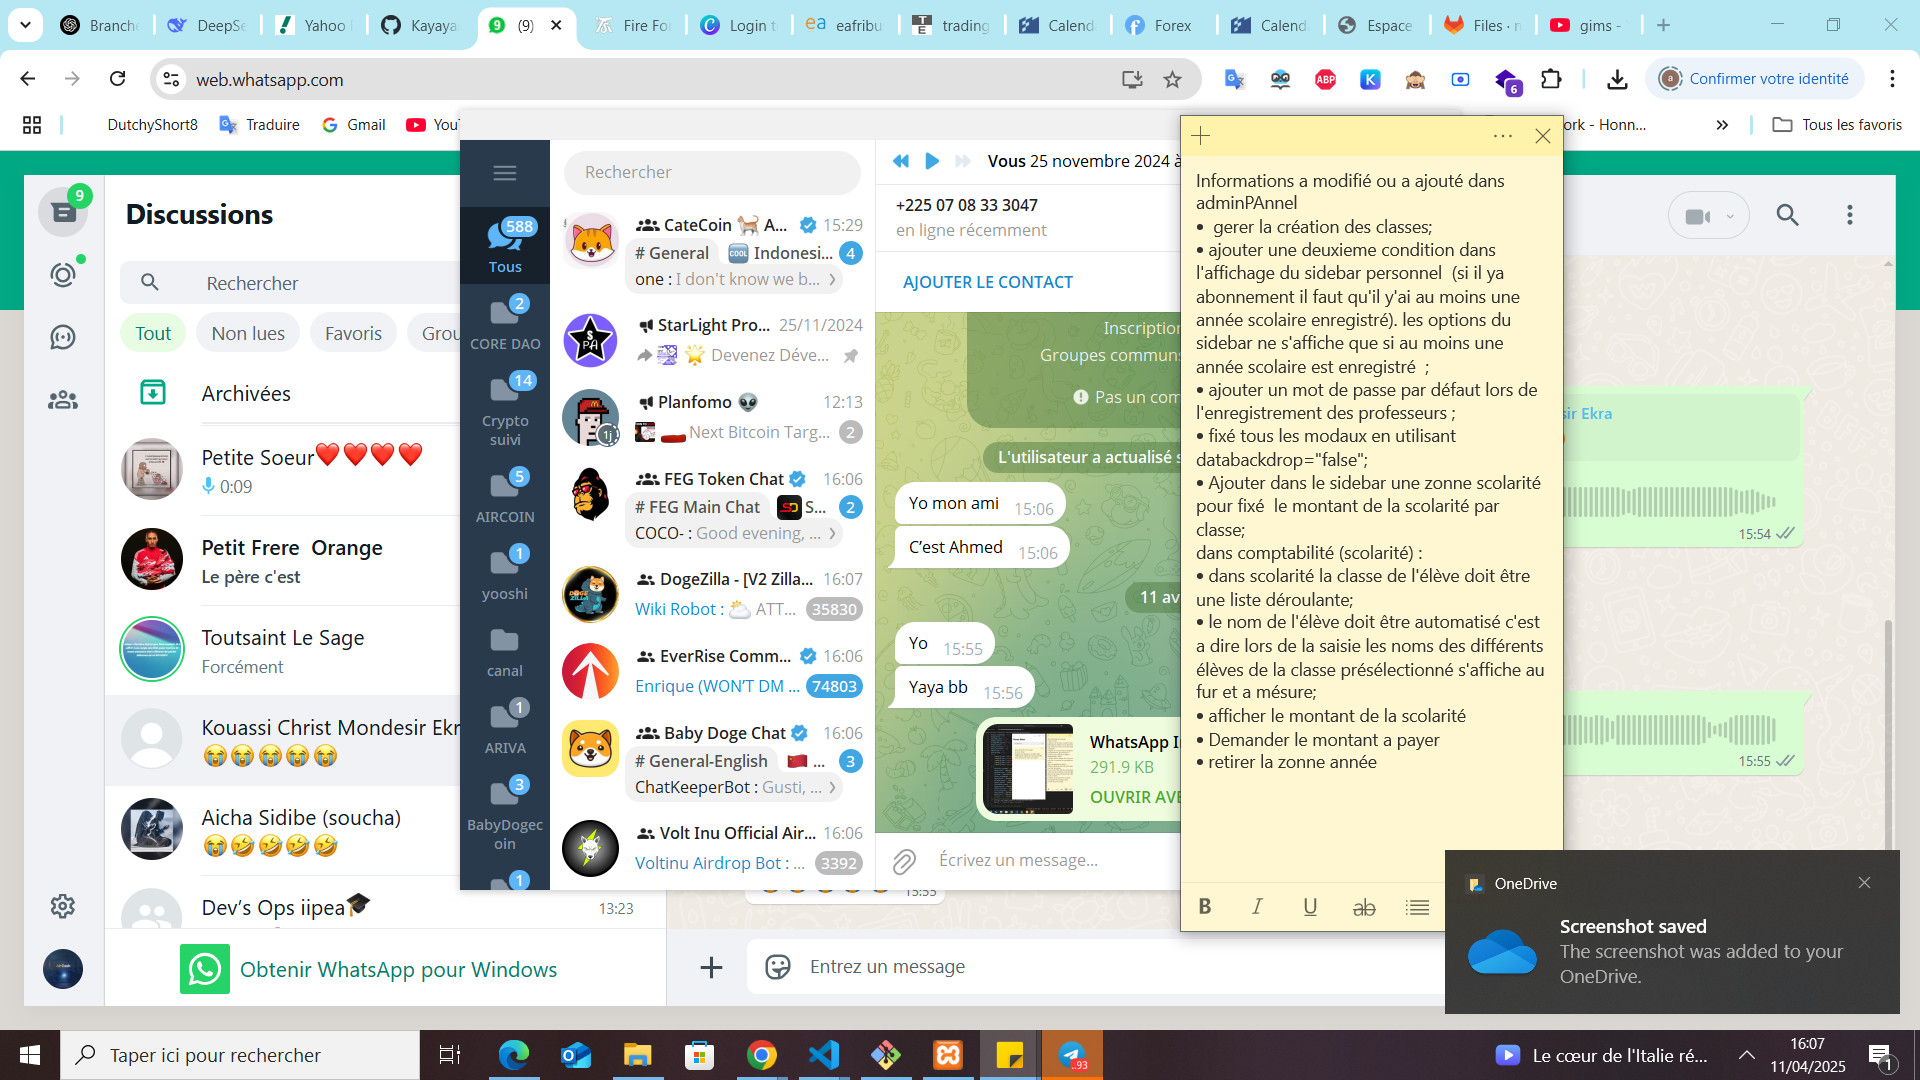 Branche
DeepSe
Yahoo
Kayaya
(9)
Fire Fo
Login t
eafribu
trading
Calend
Forex
Calend
Espace
Files · n
gims -
web.whatsapp.com
ABP
6
Confirmer votre identité
DutchyShort8
Traduire
Gmail
ork - Honn...
Tous les favoris
9
Discussions
Rechercher
Tout
Non lues
Favoris
Archivées
Petite Soeur❤️❤️❤️❤️
0:09
Petit Frere Orange
Le père c'est
Toutsaint Le Sage
Forcément
Kouassi Christ Mondesir Ekr
😭😭😭😭😭
Aicha Sidibe (soucha)
😭🤣🤣🤣🤣
Dev's Ops iipea🎓
13:23
Obtenir WhatsApp pour Windows
588
Tous
2
CORE DAO
14
Crypto
suivi
5
AIRCOIN
1
yooshi
canal
1
ARIVA
3
BabyDogec
oin
1
Rechercher
CateCoin 🐈 A...
15:29
# General
Indonesi...
4
one : I don't know we b...
StarLight Pro...
25/11/2024
🌟 Devenez Déve...
Planfomo 👽
12:13
1j
Next Bitcoin Targ...
2
FEG Token Chat
16:06
# FEG Main Chat
S...
2
COCO- : Good evening, ...
DogeZilla - [V2 Zilla...
16:07
Wiki Robot : ⛅ ATT...
35830
EverRise Comm...
16:06
Enrique (WON'T DM ...
74803
Baby Doge Chat
16:06
# General-English
🇨🇳 ...
3
ChatKeeperBot : Gusti, ...
Volt Inu Official Air...
16:06
Voltinu Airdrop Bot : ...
3392
Vous 25 novembre 2024 à
+225 07 08 33 3047
en ligne récemment
AJOUTER LE CONTACT
Inscription
Groupes communs
Pas un com
L'utilisateur a actualisé s
Yo mon ami 15:06
C'est Ahmed 15:06
11 av
Yo 15:55
Yaya bb 15:56
WhatsApp I
291.9 KB
OUVRIR AVE
Écrivez un message...
Informations a modifié ou a ajouté dans
adminPAnnel
• gerer la création des classes;
• ajouter une deuxieme condition dans
l'affichage du sidebar personnel (si il ya
abonnement il faut qu'il y'ai au moins une
année scolaire enregistré). les options du
sidebar ne s'affiche que si au moins une
année scolaire est enregistré ;
• ajouter un mot de passe par défaut lors de
l'enregistrement des professeurs ;
• fixé tous les modaux en utilisant
databackdrop="false";
• Ajouter dans le sidebar une zonne scolarité
pour fixé le montant de la scolarité par
classe;
dans comptabilité (scolarité) :
• dans scolarité la classe de l'élève doit être
une liste déroulante;
• le nom de l'élève doit être automatisé c'est
a dire lors de la saisie les noms des différents
élèves de la classe présélectionné s'affiche au
fur et a mésure;
• afficher le montant de la scolarité
• Demander le montant a payer
• retirer la zonne année
B I U ab
sir Ekra
15:54
15:55
15:55
Entrez un message
OneDrive
Screenshot saved
The screenshot was added to your
OneDrive.
Taper ici pour rechercher
..93
Le cœur de l'Italie ré...
16:07
11/04/2025
1